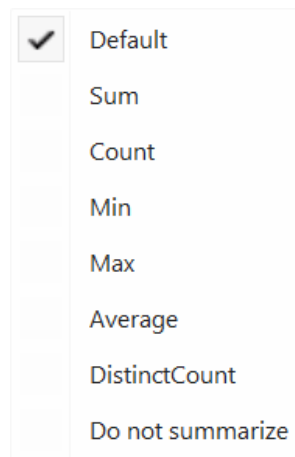 Default
Sum
Count
Min
Max
Average
DistinctCount
Do not summarize